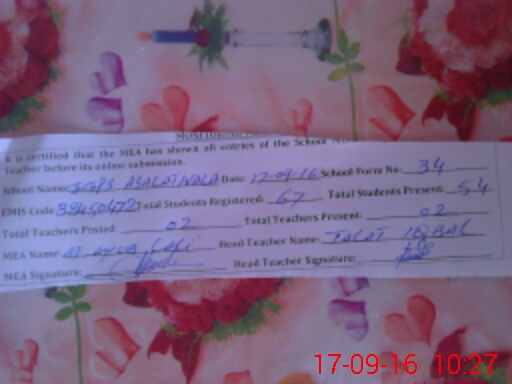 It is certified that the MEA has shown all entries of the School
Teacher before its online submission.
School Name: ASALATWALA Date: 17-09-16 School Form No: 34
EMIS Code 38450472 Total Students Registered: 67 Total Students Present: 54
Total Teachers Posted: 02 Total Teachers Present: 02
MEA Name: M. AYUB Head Teacher Name: TALAT IQBAL
MEA Signature: Head Teacher Signature:
17-09-16 10:27